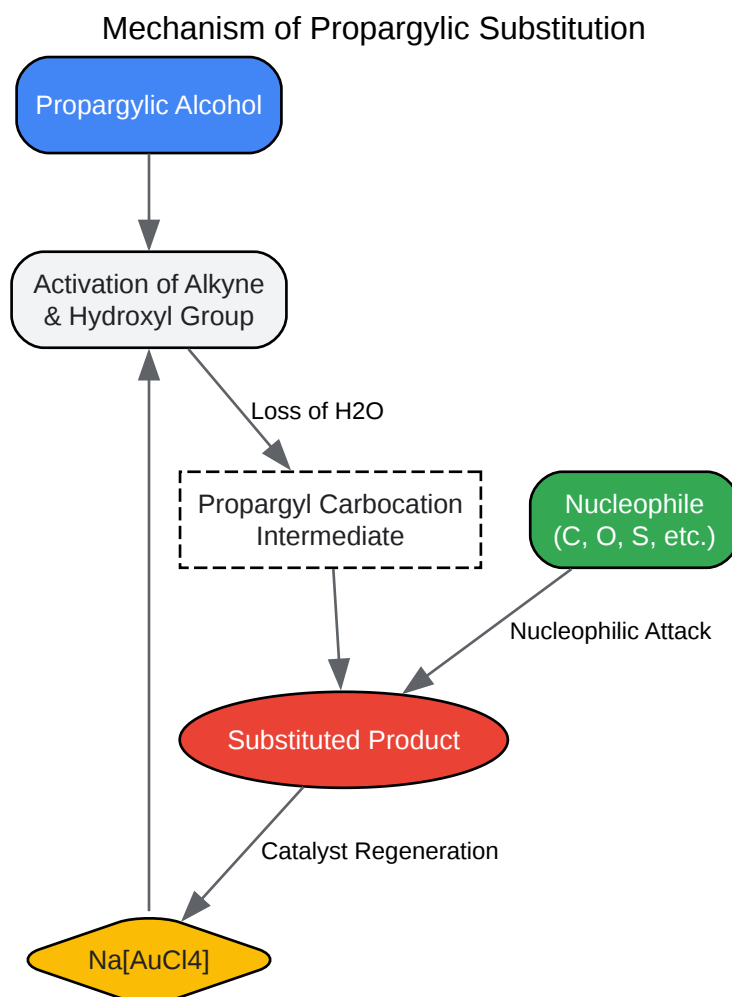 Mechanism of Propargylic Substitution
Propargylic Alcohol
Activation of Alkyne
& Hydroxyl Group
Loss of H2O
Propargyl Carbocation
Intermediate
Nucleophile
(C, O, S, etc.)
Nucleophilic Attack
Substituted Product
Catalyst Regeneration
Na[AuCl4]